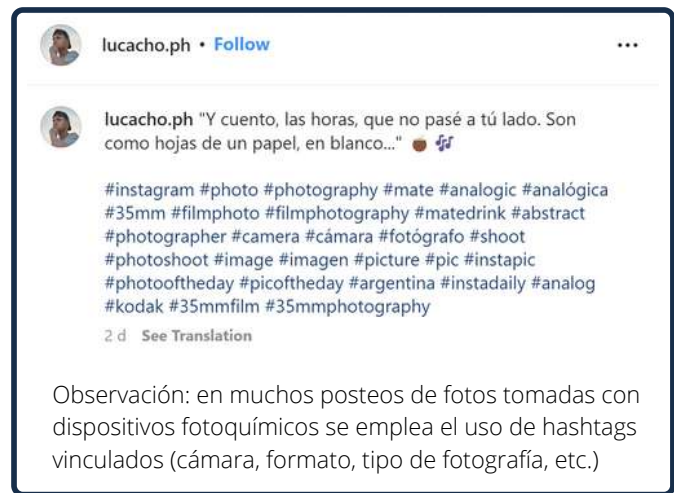 lucacho.ph • Follow
lucacho.ph "Y cuento, las horas, que no pasé a tú lado. Son
como hojas de un papel, en blanco..." 🧉 🎶
#instagram #photo #photography #mate #analogic #analógica
#35mm #filmphoto #filmphotography #matedrink #abstract
#photographer #camera #cámara #fotógrafo #shoot
#photoshoot #image #imagen #picture #pic #instapic
#photooftheday #picoftheday #argentina #instadaily #analog
#kodak #35mmfilm #35mmphotography
2 d See Translation
Observación: en muchos posteos de fotos tomadas con
dispositivos fotoquímicos se emplea el uso de hashtags
vinculados (cámara, formato, tipo de fotografía, etc.)